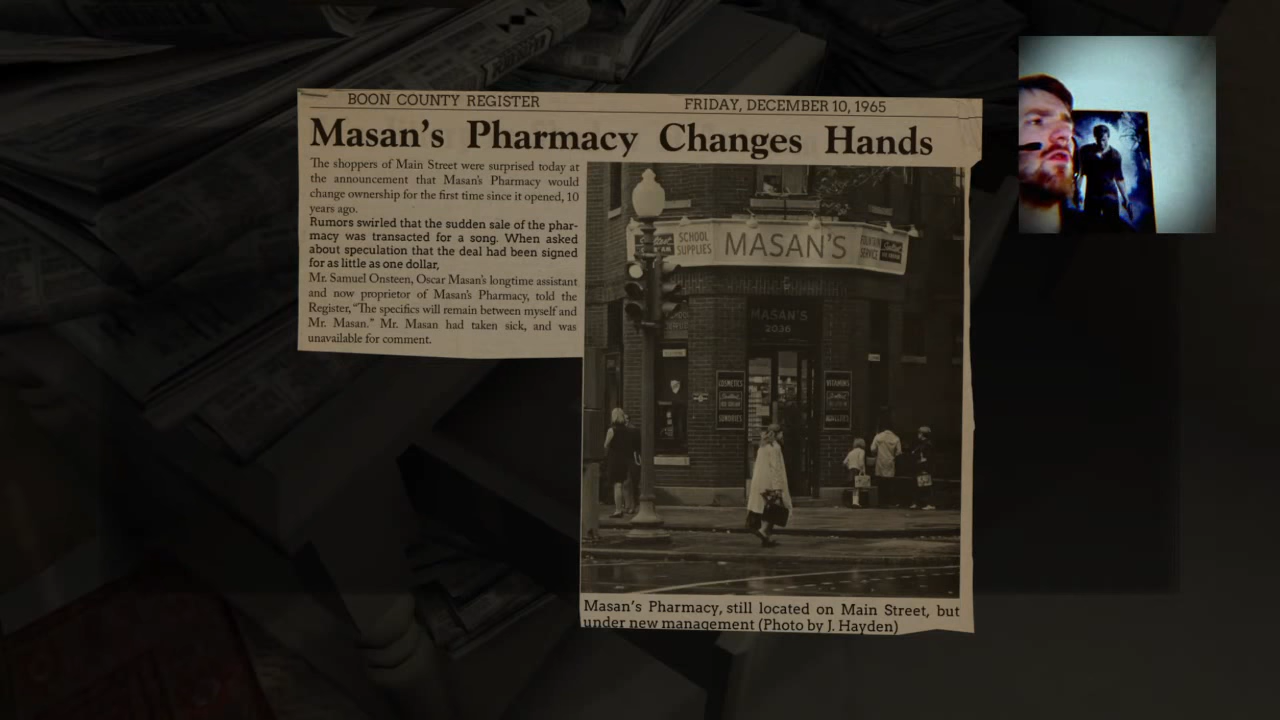 BOON COUNTY REGISTER
FRIDAY, DECEMBER 10, 1965
Masan's Pharmacy Changes Hands
The shoppers of Main Street were surprised today at
the announcement that Masan's Pharmacy would
change ownership for the first time since it opened, 10
years ago.
Rumors swirled that the sudden sale of the phar-
macy was transacted for a song. When asked
about speculation that the deal had been signed
for as little as one dollar,
Mr. Samuel Onsteen, Oscar Masan's longtime assistant
and now proprietor of Masan's Pharmacy, told the
Register, "The specifics will remain between myself and
Mr. Masan." Mr. Masan had taken sick, and was
unavailable for comment.
SCHOOL
SUPPLIES
MASAN'S
FOUNTAIN
SERVICE
MASAN'S
2036
COSMETICS
SUNDRIES
VITAMINS
Masan's Pharmacy, still located on Main Street, but
under new management (Photo by J. Hayden)